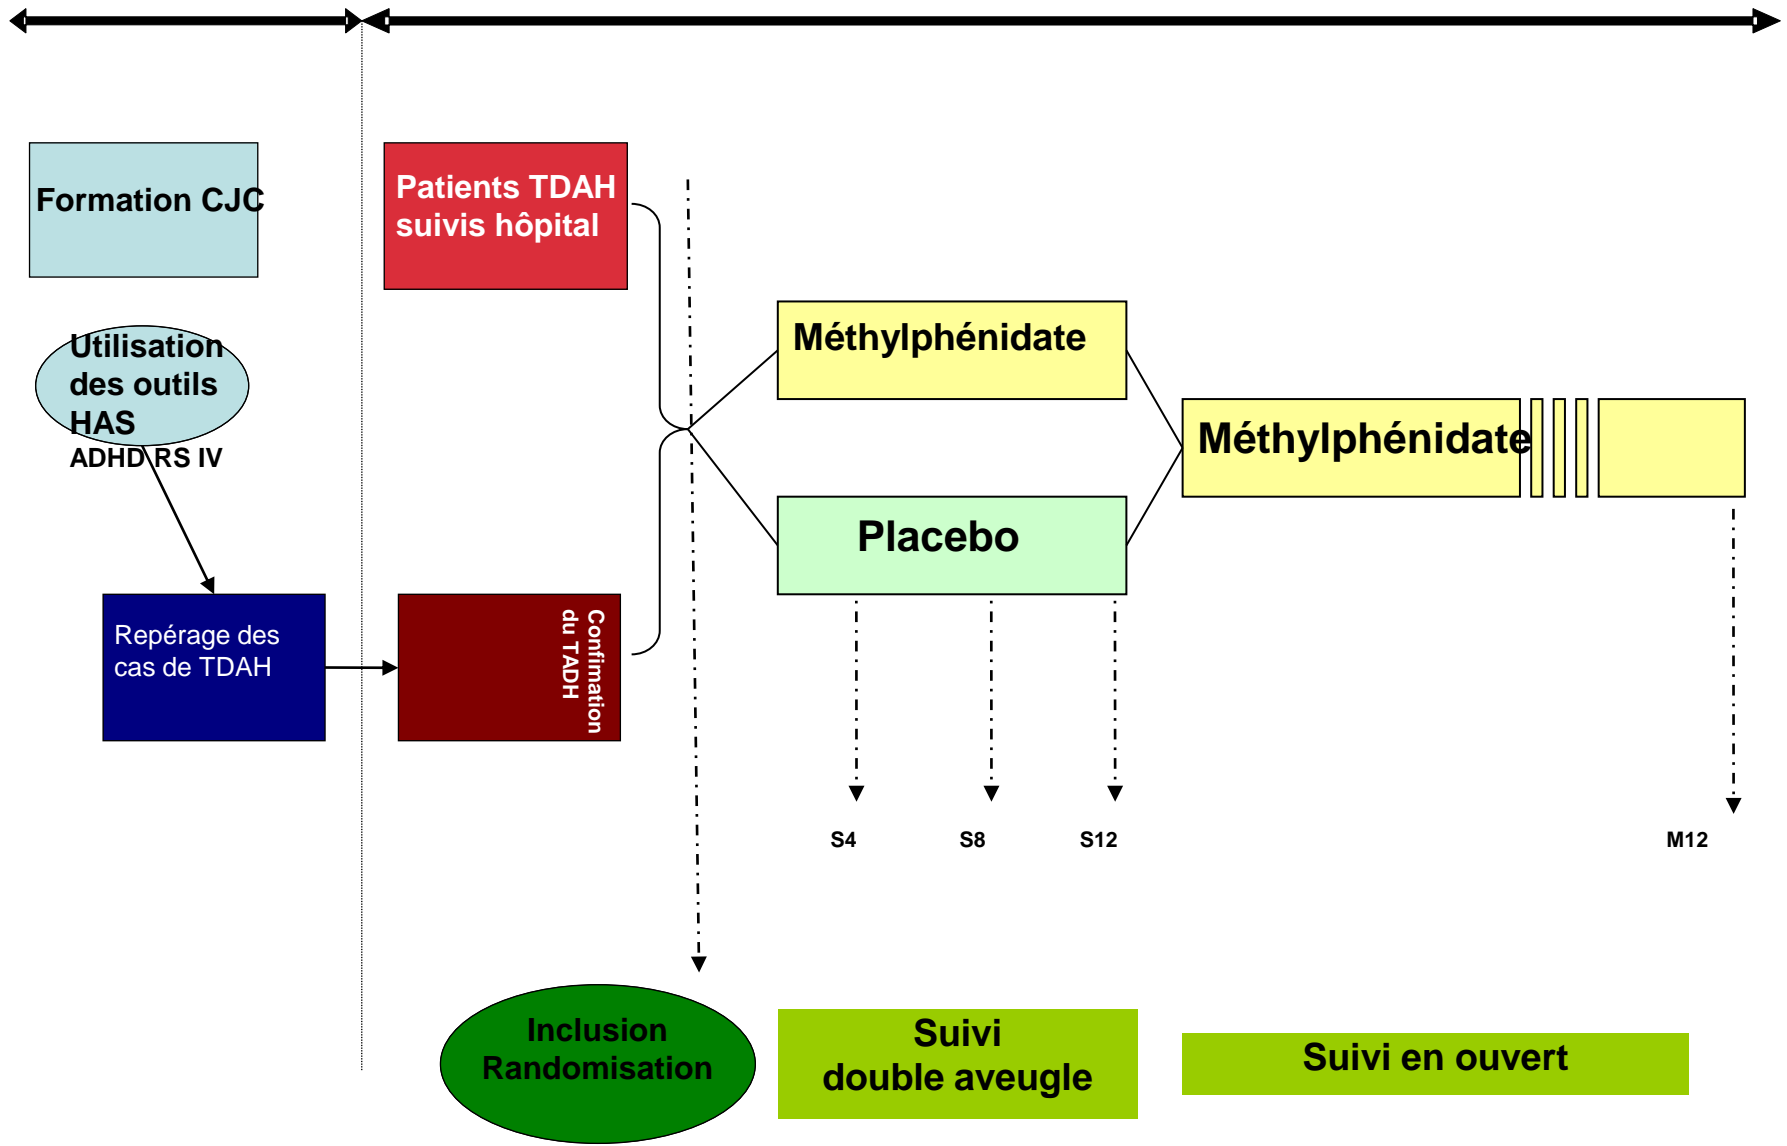 Formation CJC
Utilisation
des outils
HAS
ADHD RS IV
Repérage des
cas de TDAH
Patients TDAH
suivis hôpital
Confimation
du TADH
Méthylphénidate
Placebo
Méthylphénidate
S4
S8
S12
M12
Inclusion
Randomisation
Suivi
double aveugle
Suivi en ouvert